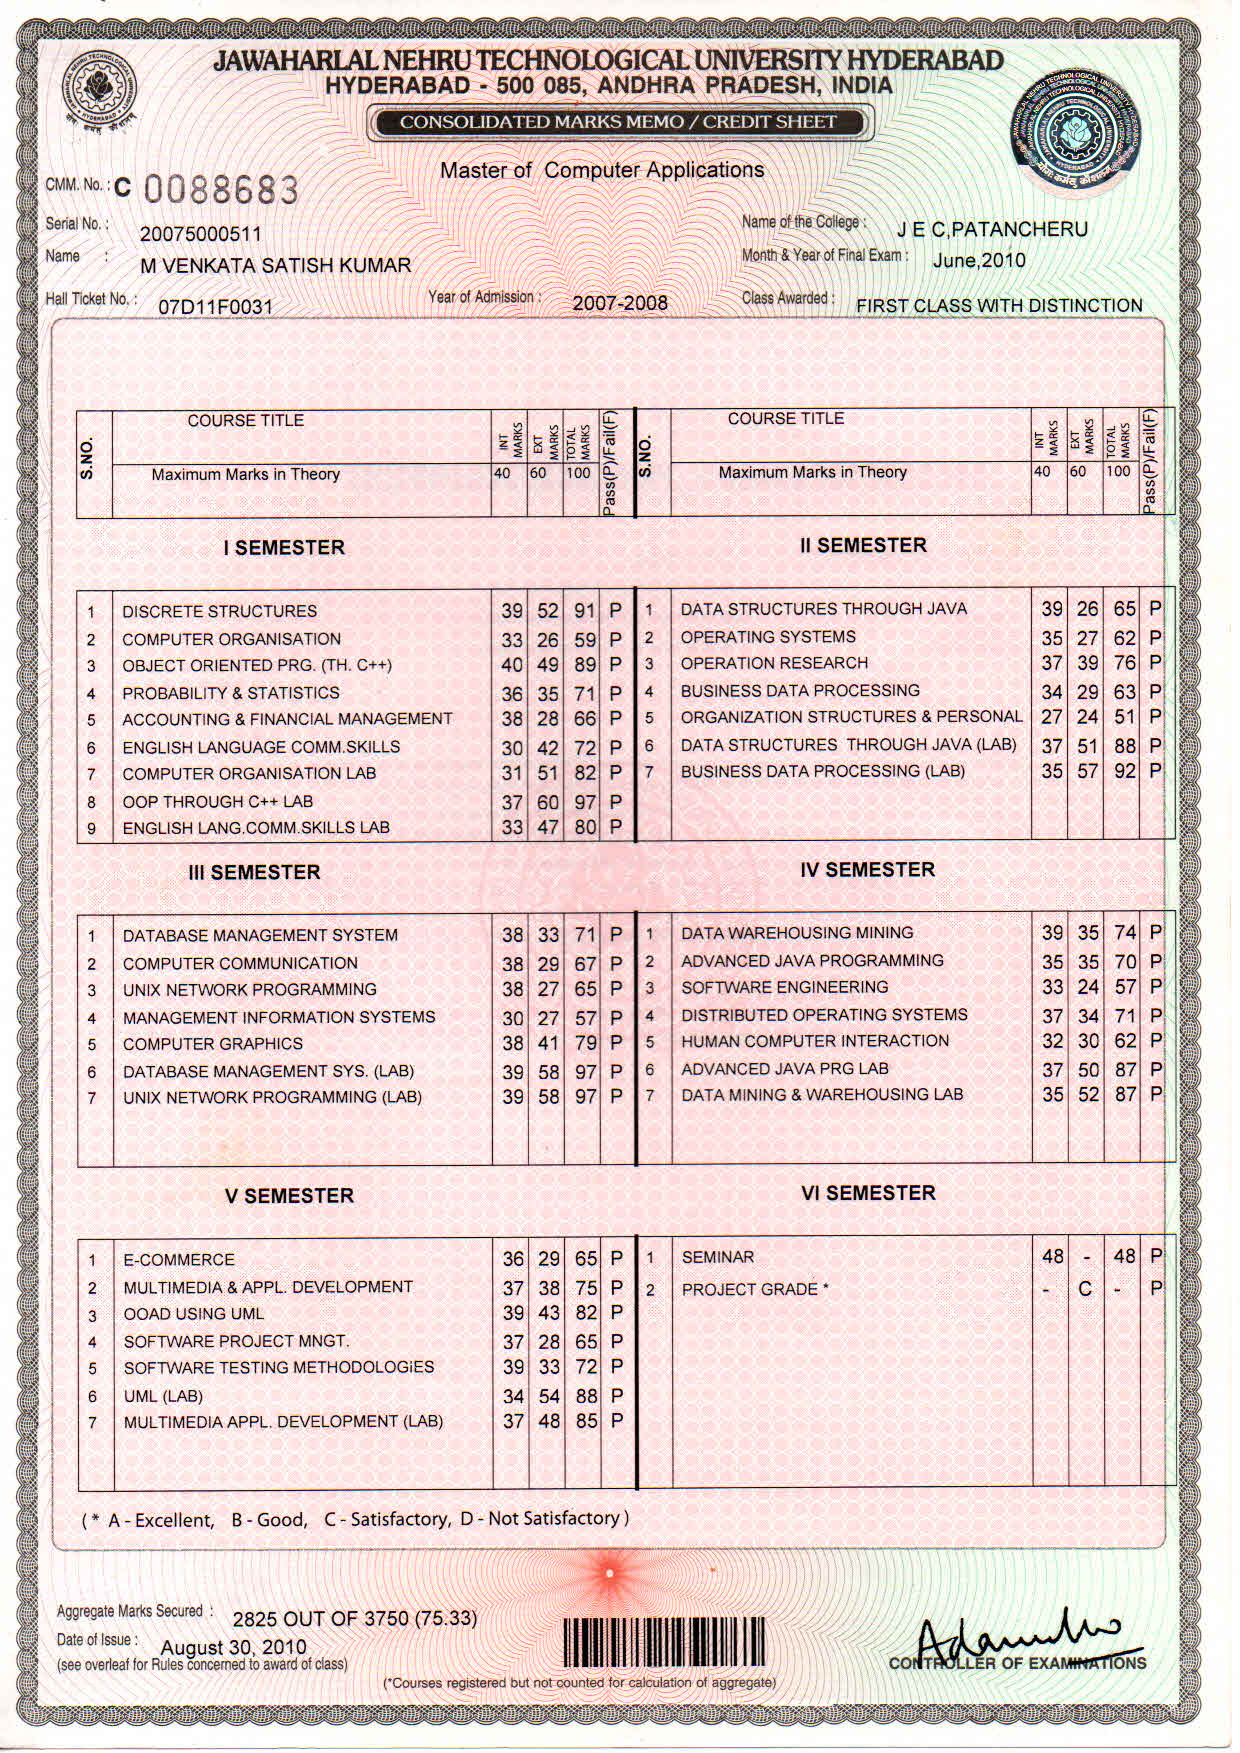 JAWAHARLAL NEHRU TECHNOLOGICAL UNIVERSITY HYDERABAD
HYDERABAD - 500 085, ANDHRA PRADESH, INDIA
CONSOLIDATED MARKS MEMO / CREDIT SHEET
Master of Computer Applications
CMM. No. : C 0088683
Serial No. : 20075000511
Name of the College : J E C,PATANCHERU
Name : M VENKATA SATISH KUMAR
Month & Year of Final Exam : June,2010
Hall Ticket No. : 07D11F0031
Year of Admission : 2007-2008
Class Awarded : FIRST CLASS WITH DISTINCTION
S.NO. COURSE TITLE INT MARKS EXT MARKS TOTAL MARKS Pass(P)/Fail(F)
Maximum Marks in Theory 40 60 100
S.NO. COURSE TITLE INT MARKS EXT MARKS TOTAL MARKS Pass(P)/Fail(F)
Maximum Marks in Theory 40 60 100
I SEMESTER
1 DISCRETE STRUCTURES 39 52 91 P
2 COMPUTER ORGANISATION 33 26 59 P
3 OBJECT ORIENTED PRG. (TH. C++) 40 49 89 P
4 PROBABILITY & STATISTICS 36 35 71 P
5 ACCOUNTING & FINANCIAL MANAGEMENT 38 28 66 P
6 ENGLISH LANGUAGE COMM.SKILLS 30 42 72 P
7 COMPUTER ORGANISATION LAB 31 51 82 P
8 OOP THROUGH C++ LAB 37 60 97 P
9 ENGLISH LANG.COMM.SKILLS LAB 33 47 80 P
II SEMESTER
1 DATA STRUCTURES THROUGH JAVA 39 26 65 P
2 OPERATING SYSTEMS 35 27 62 P
3 OPERATION RESEARCH 37 39 76 P
4 BUSINESS DATA PROCESSING 34 29 63 P
5 ORGANIZATION STRUCTURES & PERSONAL 27 24 51 P
6 DATA STRUCTURES THROUGH JAVA (LAB) 37 51 88 P
7 BUSINESS DATA PROCESSING (LAB) 35 57 92 P
III SEMESTER
1 DATABASE MANAGEMENT SYSTEM 38 33 71 P
2 COMPUTER COMMUNICATION 38 29 67 P
3 UNIX NETWORK PROGRAMMING 38 27 65 P
4 MANAGEMENT INFORMATION SYSTEMS 30 27 57 P
5 COMPUTER GRAPHICS 38 41 79 P
6 DATABASE MANAGEMENT SYS. (LAB) 39 58 97 P
7 UNIX NETWORK PROGRAMMING (LAB) 39 58 97 P
IV SEMESTER
1 DATA WAREHOUSING MINING 39 35 74 P
2 ADVANCED JAVA PROGRAMMING 35 35 70 P
3 SOFTWARE ENGINEERING 33 24 57 P
4 DISTRIBUTED OPERATING SYSTEMS 37 34 71 P
5 HUMAN COMPUTER INTERACTION 32 30 62 P
6 ADVANCED JAVA PRG LAB 37 50 87 P
7 DATA MINING & WAREHOUSING LAB 35 52 87 P
V SEMESTER
1 E-COMMERCE 36 29 65 P
2 MULTIMEDIA & APPL. DEVELOPMENT 37 38 75 P
3 OOAD USING UML 39 43 82 P
4 SOFTWARE PROJECT MNGT. 37 28 65 P
5 SOFTWARE TESTING METHODOLOGIES 39 33 72 P
6 UML (LAB) 34 54 88 P
7 MULTIMEDIA APPL. DEVELOPMENT (LAB) 37 48 85 P
VI SEMESTER
1 SEMINAR 48 - 48 P
2 PROJECT GRADE * - C - P
( * A - Excellent, B - Good, C - Satisfactory, D - Not Satisfactory )
Aggregate Marks Secured : 2825 OUT OF 3750 (75.33)
Date of Issue : August 30, 2010
(see overleaf for Rules concerned to award of class)
CONTROLLER OF EXAMINATIONS
(*Courses registered but not counted for calculation of aggregate)